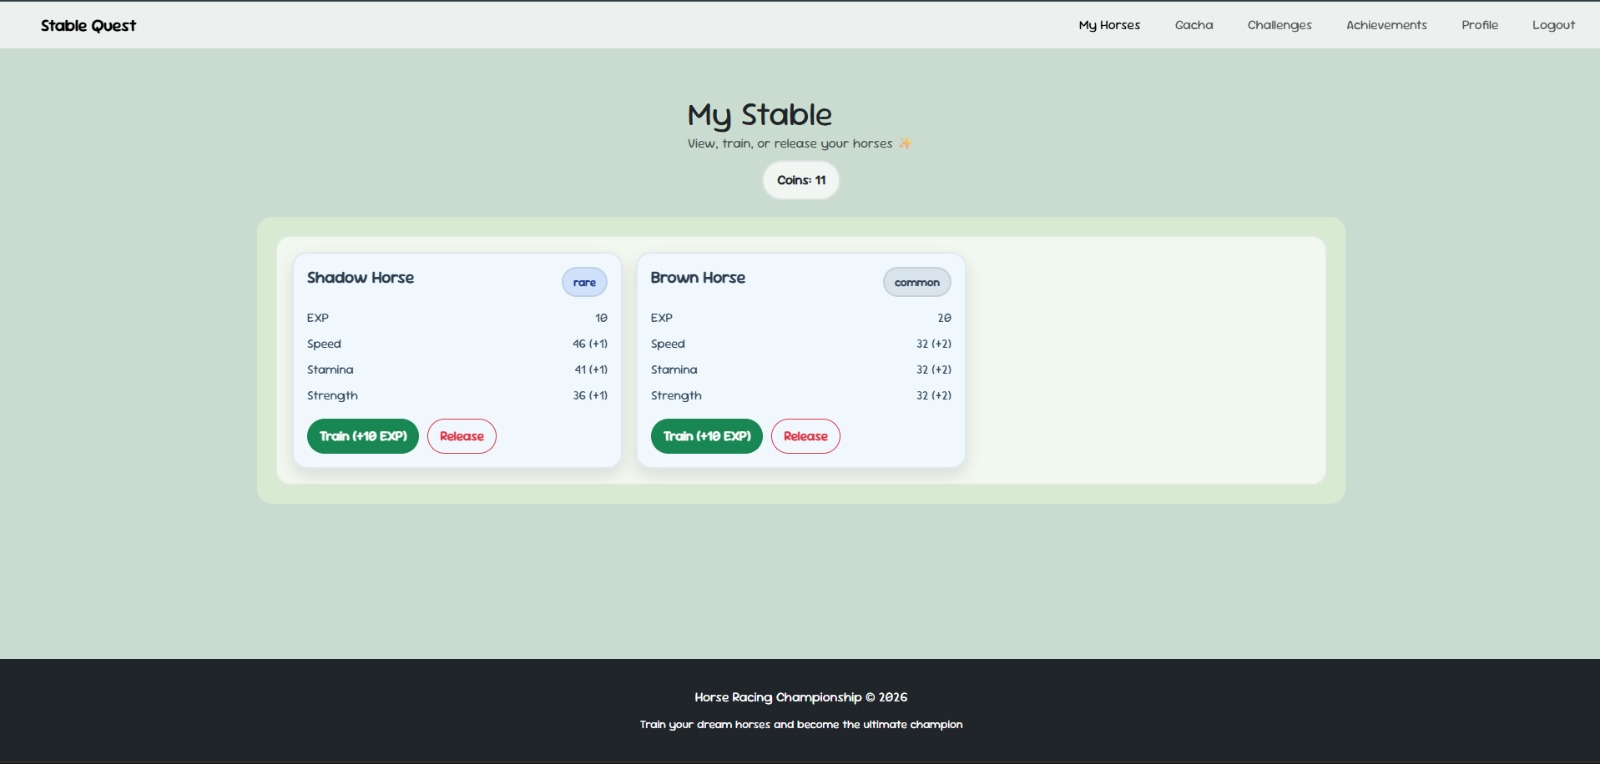 Stable Quest
My Horses Gacha Challenges Achievements Profile Logout
My Stable
View, train, or release your horses ✨
Coins: 11
Shadow Horse
rare
EXP 10
Speed 46 (+1)
Stamina 41 (+1)
Strength 36 (+1)
Train (+10 EXP) Release
Brown Horse
common
EXP 20
Speed 32 (+2)
Stamina 32 (+2)
Strength 32 (+2)
Train (+10 EXP) Release
Horse Racing Championship © 2026
Train your dream horses and become the ultimate champion